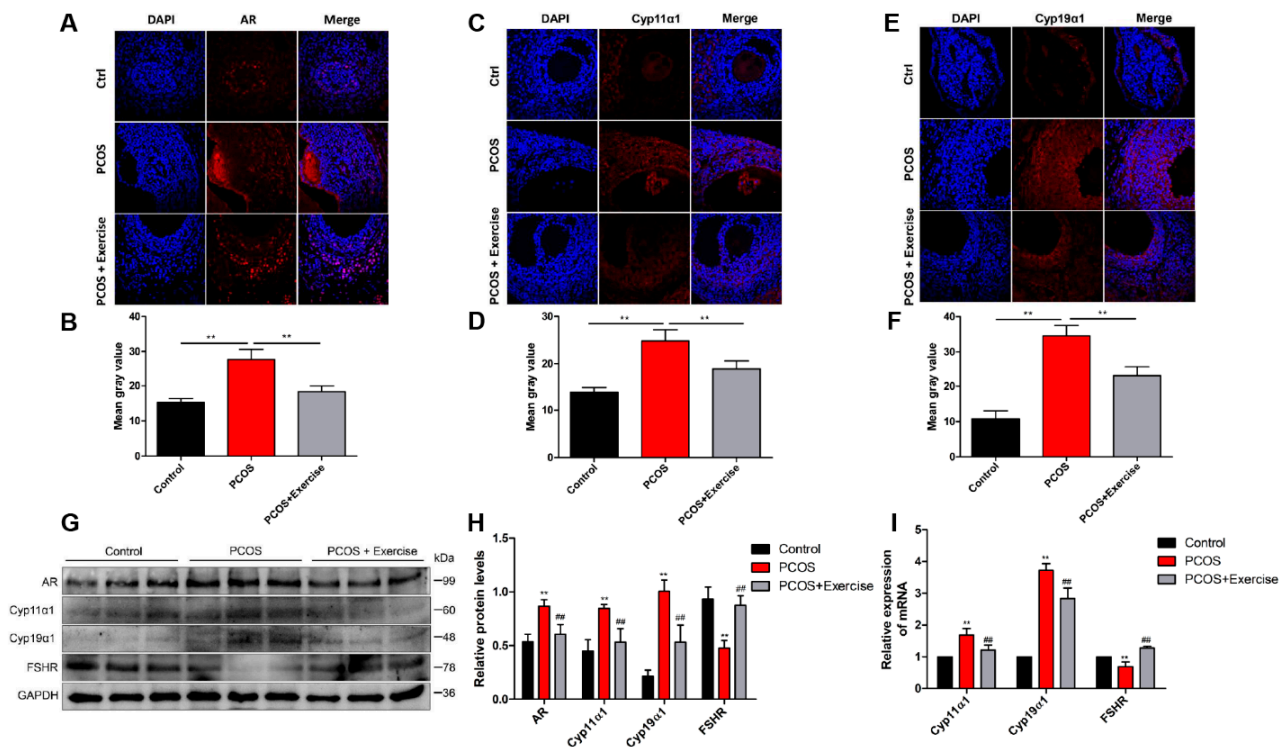 A
DAPI AR Merge
Ctrl
PCOS
PCOS + Exercise
B
Mean gray value
40
30
20
10
0
Control
PCOS
PCOS+Exercise
** **
C
DAPI Cyp11α1 Merge
Ctrl
PCOS
PCOS + Exercise
D
Mean gray value
30
20
10
0
Control
PCOS
PCOS+Exercise
** **
E
DAPI Cyp19α1 Merge
Ctrl
PCOS
PCOS + Exercise
F
Mean gray value
40
30
20
10
0
Control
PCOS
PCOS+Exercise
** **
G
Control PCOS PCOS + Exercise kDa
AR 99
Cyp11α1 60
Cyp19α1 48
FSHR 78
GAPDH 36
H
Relative protein levels
1.5
1.0
0.5
0.0
** ## ** ## ** ## ** ##
AR
Cyp11α1
Cyp19α1
FSHR
Control
PCOS
PCOS+Exercise
I
Relative expression
of mRNA
5
4
3
2
1
0
** ## ** ## ** ##
Cyp11α1
Cyp19α1
FSHR
Control
PCOS
PCOS+Exercise